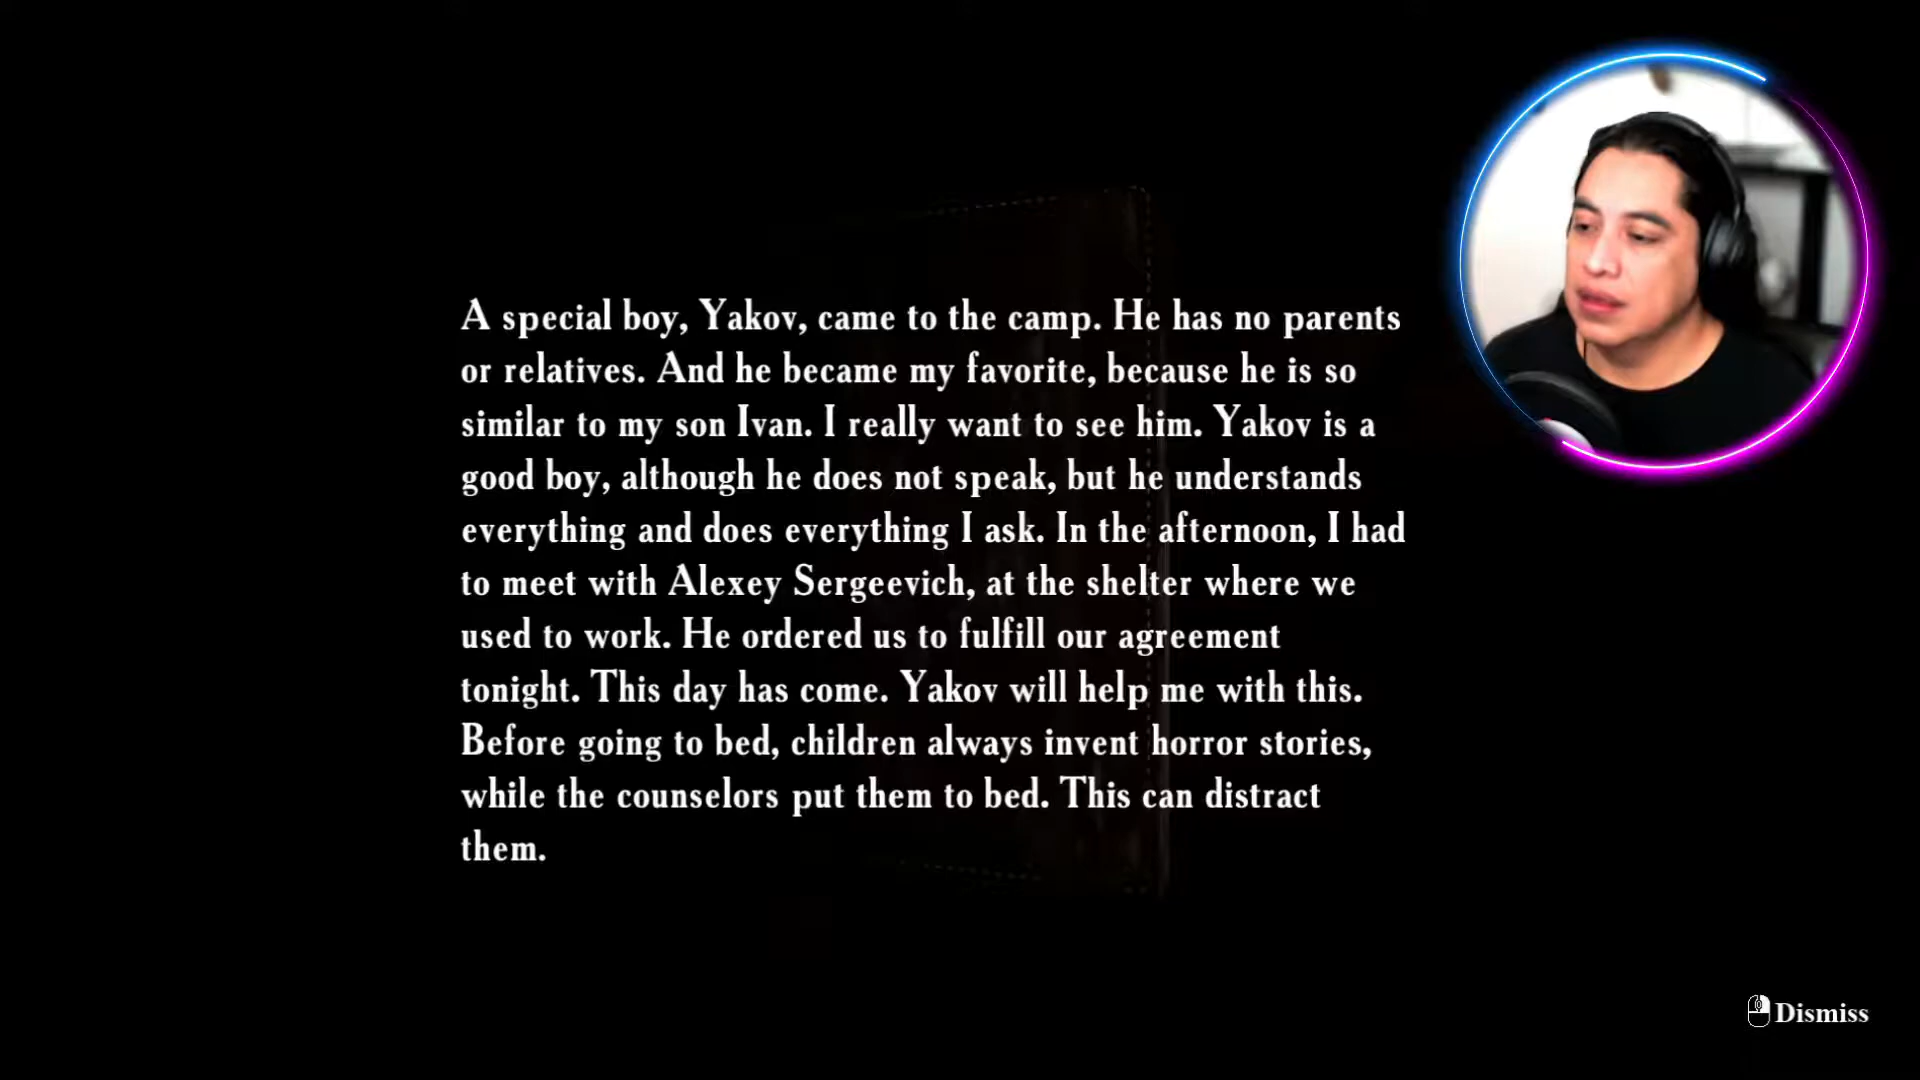 A special boy, Yakov, came to the camp. He has no parents
or relatives. And he became my favorite, because he is so
similar to my son Ivan. I really want to see him. Yakov is a
good boy, although he does not speak, but he understands
everything and does everything I ask. In the afternoon, I had
to meet with Alexey Sergeevich, at the shelter where we
used to work. He ordered us to fulfill our agreement
tonight. This day has come. Yakov will help me with this.
Before going to bed, children always invent horror stories,
while the counselors put them to bed. This can distract
them.
Dismiss